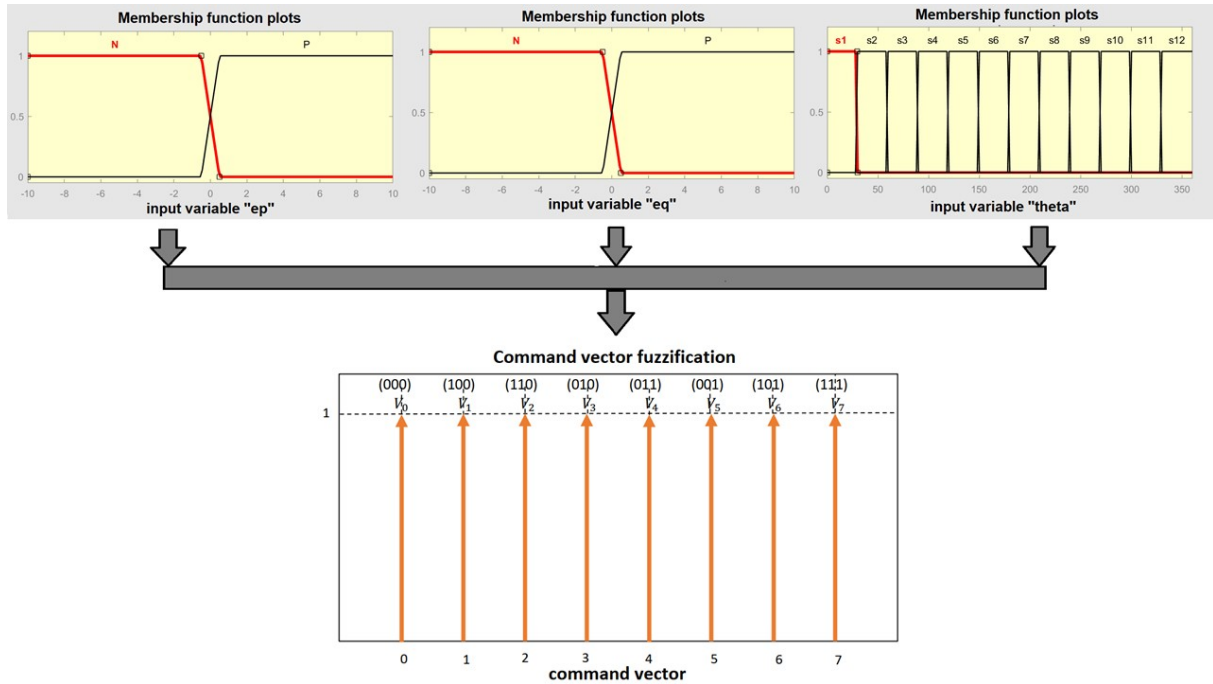 Membership function plots
N P
1
0.5
0
-10 -8 -6 -4 -2 0 2 4 6 8 10
input variable "ep"
Membership function plots
N P
1
0.5
0
-10 -8 -6 -4 -2 0 2 4 6 8 10
input variable "eq"
Membership function plots
s1 s2 s3 s4 s5 s6 s7 s8 s9 s10 s11 s12
1
0.5
0
0 50 100 150 200 250 300 350
input variable "theta"
Command vector fuzzification
(000) (100) (110) (010) (011) (001) (101) (111)
V₀ V₁ V₂ V₃ V₄ V₅ V₆ V₇
1
0 1 2 3 4 5 6 7
command vector